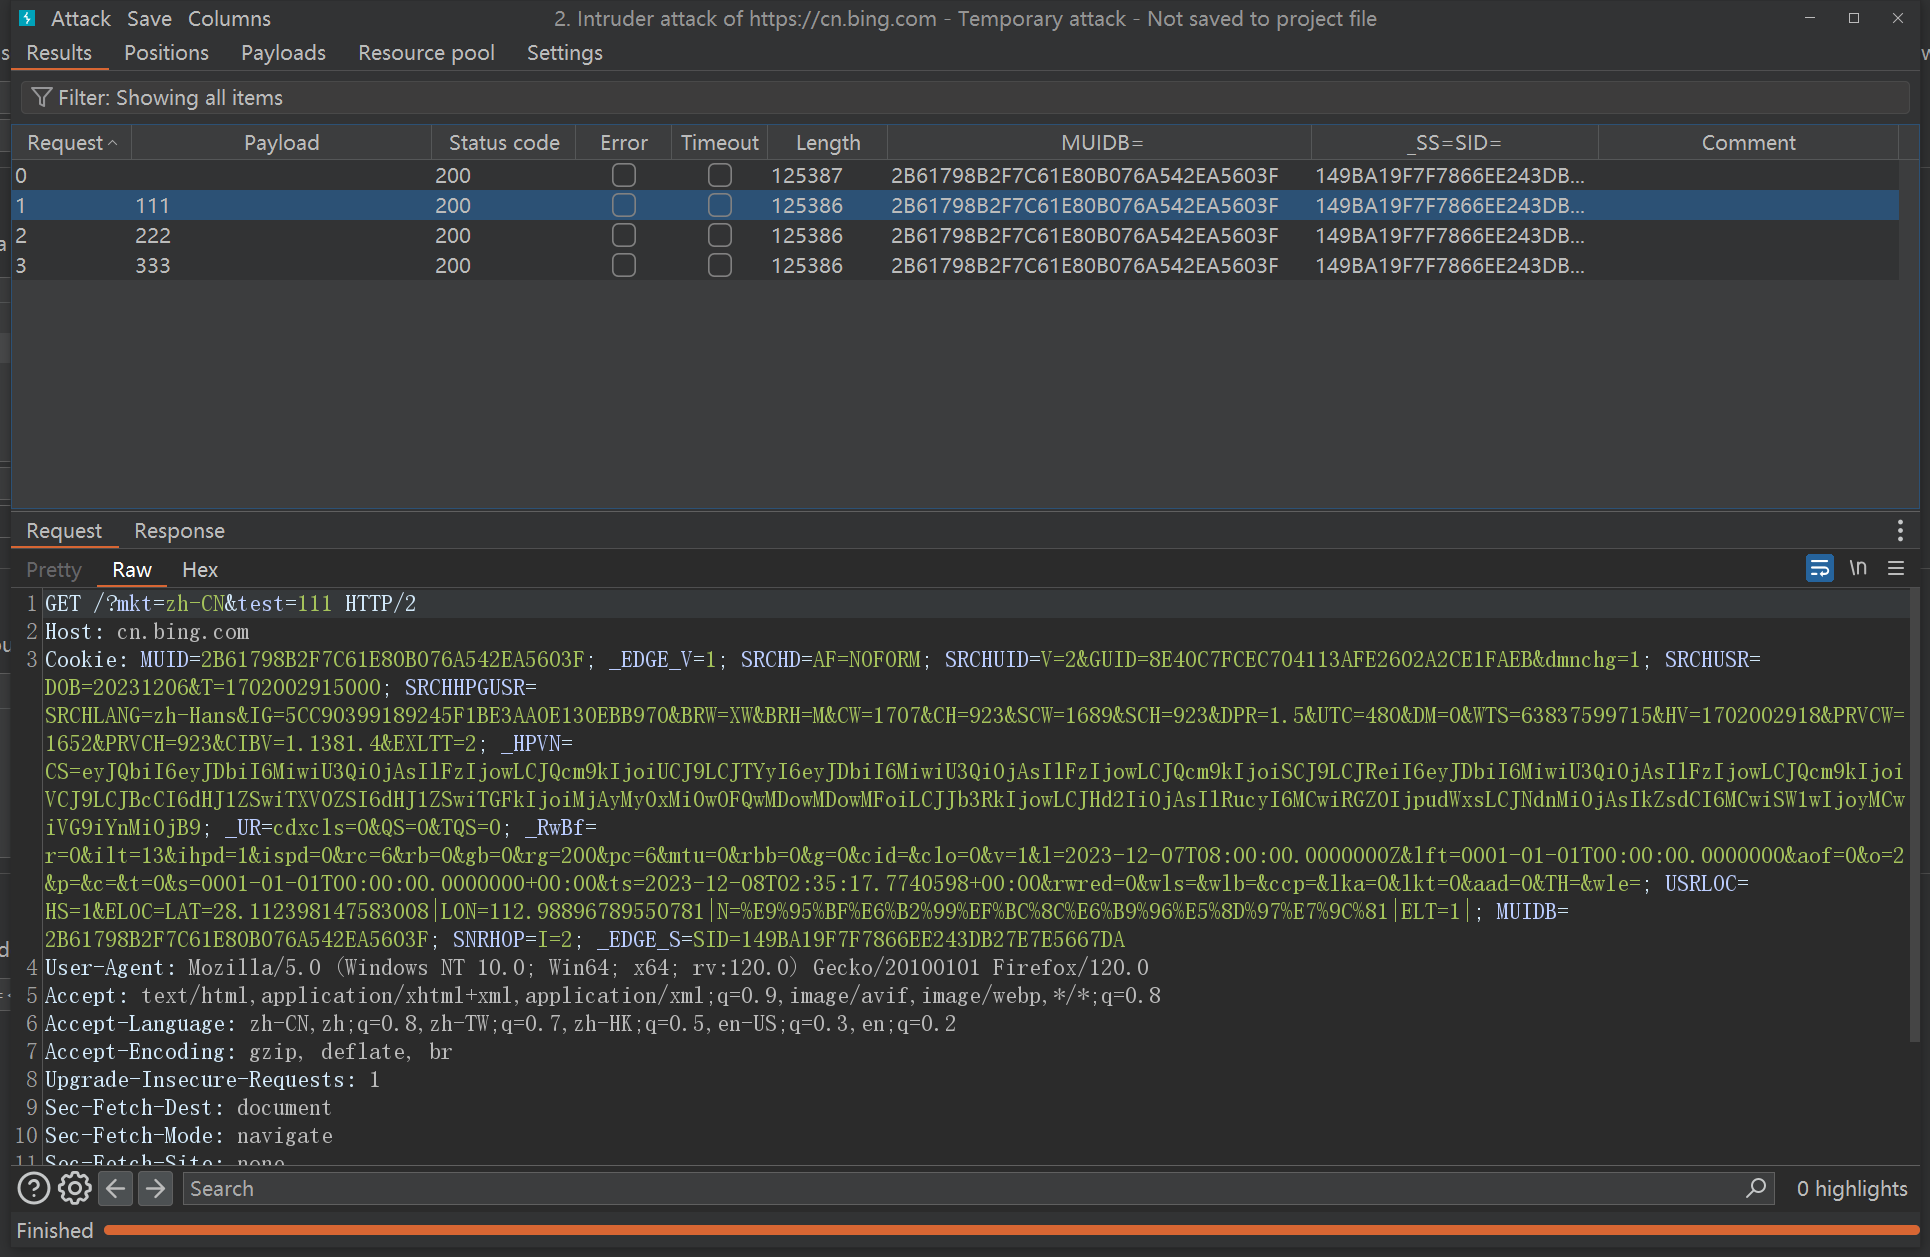 Attack Save Columns 2. Intruder attack of https://cn.bing.com - Temporary attack - Not saved to project file
Results Positions Payloads Resource pool Settings
Filter: Showing all items
Request Payload Status code Error Timeout Length MUIDB= _SS=SID= Comment
0 200 125387 2B61798B2F7C61E80B076A542EA5603F 149BA19F7F7866EE243DB...
1 111 200 125386 2B61798B2F7C61E80B076A542EA5603F 149BA19F7F7866EE243DB...
2 222 200 125386 2B61798B2F7C61E80B076A542EA5603F 149BA19F7F7866EE243DB...
3 333 200 125386 2B61798B2F7C61E80B076A542EA5603F 149BA19F7F7866EE243DB...
Request Response
Pretty Raw Hex \n
1 GET /?mkt=zh-CN&test=111 HTTP/2
2 Host: cn.bing.com
3 Cookie: MUID=2B61798B2F7C61E80B076A542EA5603F; _EDGE_V=1; SRCHD=AF=NOFORM; SRCHUID=V=2&GUID=8E40C7FCEC704113AFE2602A2CE1FAEB&dmnchg=1; SRCHUSR=
DOB=20231206&T=1702002915000; SRCHHPGUSR=
SRCHLANG=zh-Hans&IG=5CC90399189245F1BE3AA0E130EBB970&BRW=XW&BRH=M&CW=1707&CH=923&SCW=1689&SCH=923&DPR=1.5&UTC=480&DM=0&WTS=63837599715&HV=1702002918&PRVCW=
1652&PRVCH=923&CIBV=1.1381.4&EXLTT=2; _HPVN=
CS=eyJQbiI6eyJDbiI6MiwiU3QiOjAsIlFzIjowLCJQcm9kIjoiUCJ9LCJTYyI6eyJDbiI6MiwiU3QiOjAsIlFzIjowLCJQcm9kIjoiSCJ9LCJReiI6eyJDbiI6MiwiU3QiOjAsIlFzIjowLCJQcm9kIjoi
VCJ9LCJBcCI6dHJ1ZSwiTXV0ZSI6dHJ1ZSwiTGFkIjoiMjAyMy0xMi0wOFQwMDowMDowMFoiLCJJb3RkIjowLCJHd2IiOjAsIlRucyI6MCwiRGZ0IjpudWxsLCJNdnMiOjAsIkZsdCI6MCwiSW1wIjoyMCw
iVG9iYnMiOjB9; _UR=cdxcls=0&QS=0&TQS=0; _RwBf=
r=0&ilt=13&ihpd=1&ispd=0&rc=6&rb=0&gb=0&rg=200&pc=6&mtu=0&rbb=0&g=0&cid=&clo=0&v=1&l=2023-12-07T08:00:00.0000000Z&lft=0001-01-01T00:00:00.0000000&aof=0&o=2
&p=&c=&t=0&s=0001-01-01T00:00:00.0000000+00:00&ts=2023-12-08T02:35:17.7740598+00:00&rwred=0&wls=&wlb=&ccp=&lka=0&lkt=0&aad=0&TH=&wle=; USRLOC=
HS=1&ELOC=LAT=28.112398147583008|LON=112.98896789550781|N=%E9%95%BF%E6%B2%99%EF%BC%8C%E6%B9%96%E5%8D%97%E7%9C%81|ELT=1|; MUIDB=
2B61798B2F7C61E80B076A542EA5603F; SNRHOP=I=2; _EDGE_S=SID=149BA19F7F7866EE243DB27E7E5667DA
4 User-Agent: Mozilla/5.0 (Windows NT 10.0; Win64; x64; rv:120.0) Gecko/20100101 Firefox/120.0
5 Accept: text/html,application/xhtml+xml,application/xml;q=0.9,image/avif,image/webp,*/*;q=0.8
6 Accept-Language: zh-CN,zh;q=0.8,zh-TW;q=0.7,zh-HK;q=0.5,en-US;q=0.3,en;q=0.2
7 Accept-Encoding: gzip, deflate, br
8 Upgrade-Insecure-Requests: 1
9 Sec-Fetch-Dest: document
10 Sec-Fetch-Mode: navigate
11 Sec-Fetch-Site: none
Search 0 highlights
Finished